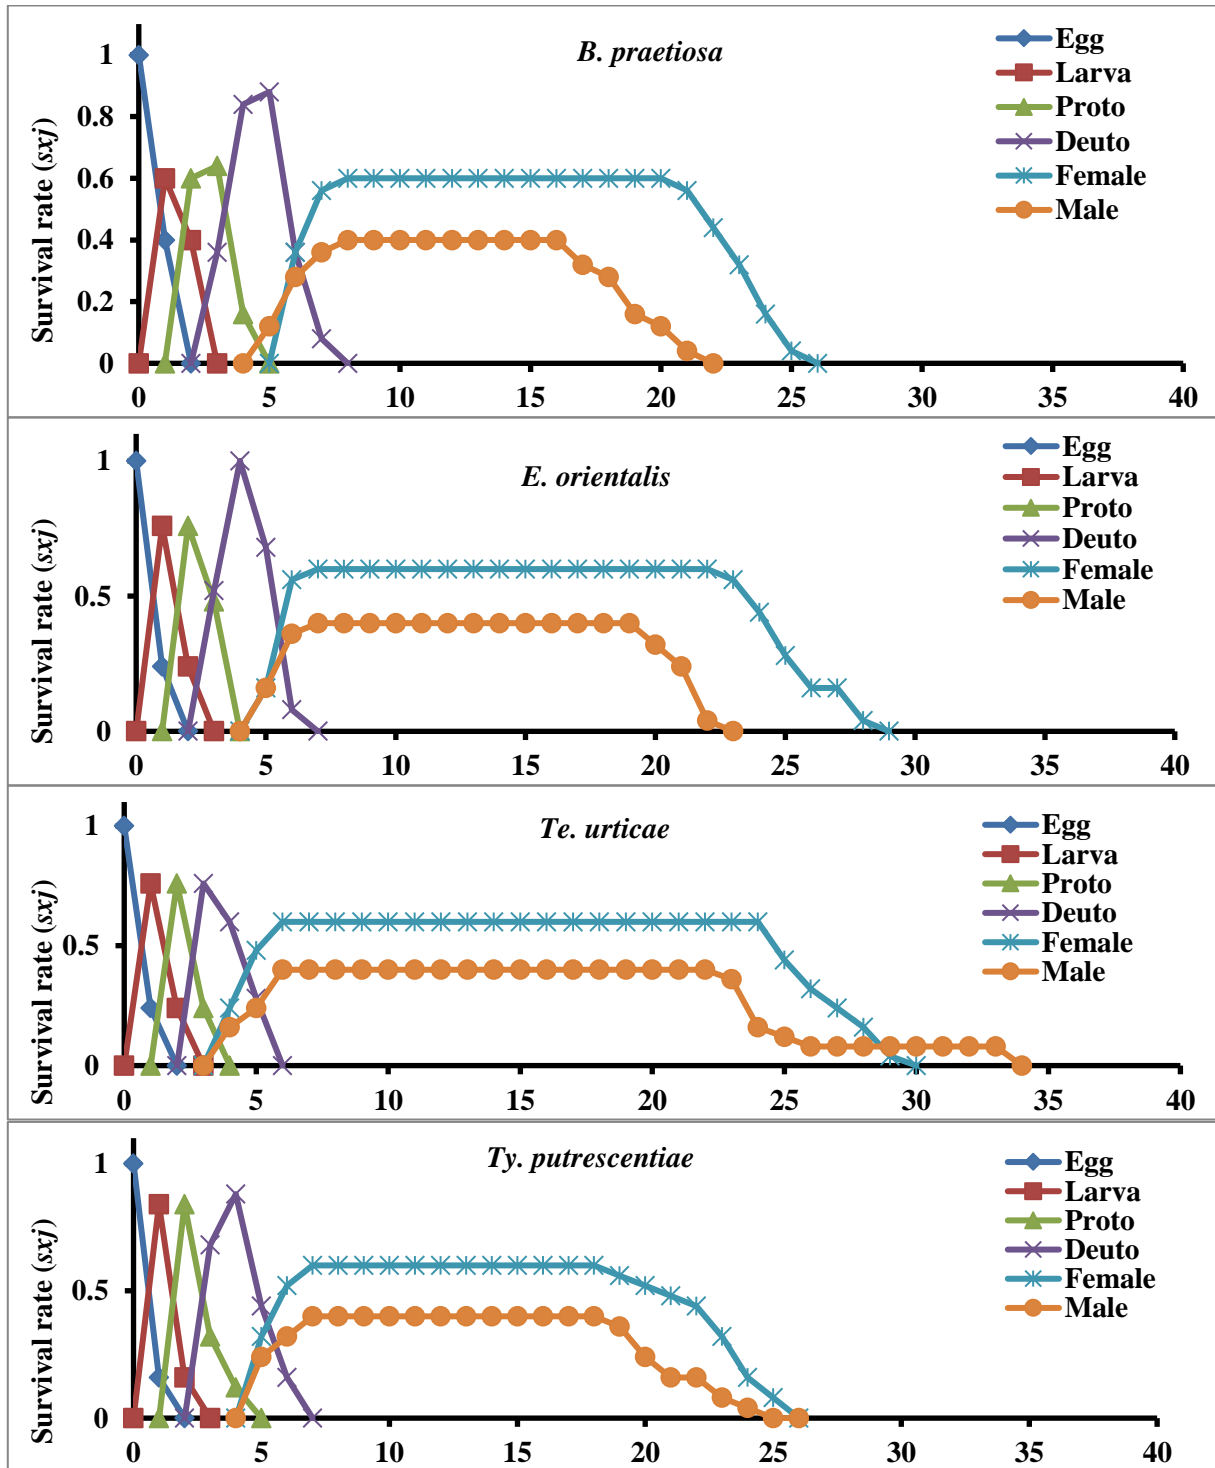 B. praetiosa
Egg
Larva
Proto
Deuto
Female
Male
Survival rate (sxj)
1
0.8
0.6
0.4
0.2
0
0 5 10 15 20 25 30 35 40
E. orientalis
Egg
Larva
Proto
Deuto
Female
Male
Survival rate (sxj)
1
0.5
0
0 5 10 15 20 25 30 35 40
Te. urticae
Egg
Larva
Proto
Deuto
Female
Male
Survival rate (sxj)
1
0.5
0
0 5 10 15 20 25 30 35 40
Ty. putrescentiae
Egg
Larva
Proto
Deuto
Female
Male
Survival rate (sxj)
1
0.5
0
0 5 10 15 20 25 30 35 40